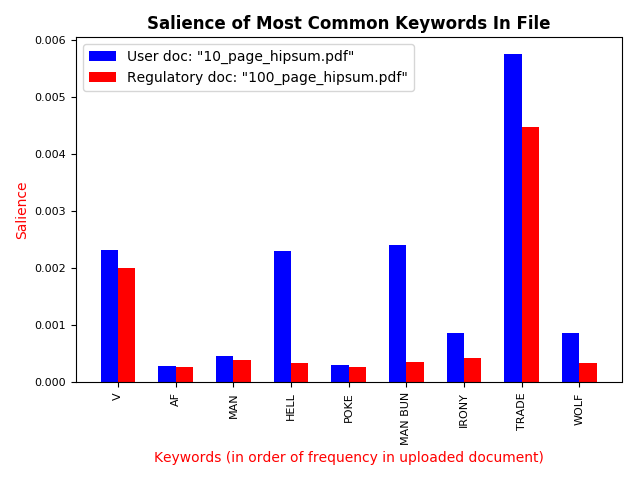 Salience of Most Common Keywords In File
User doc: "10_page_hipsum.pdf"
Regulatory doc: "100_page_hipsum.pdf"
Salience
0.006
0.005
0.004
0.003
0.002
0.001
0.000
V
AF
MAN
HELL
POKE
MAN BUN
IRONY
TRADE
WOLF
Keywords (in order of frequency in uploaded document)